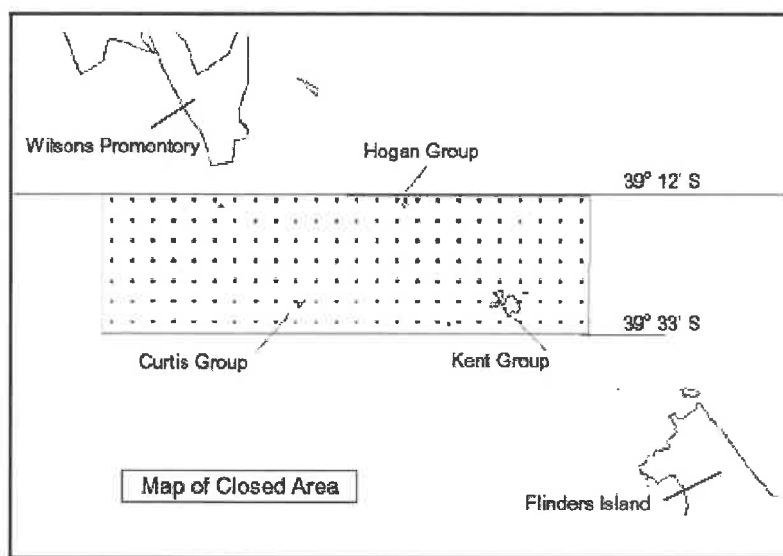 Wilsons Promontory
Hogan Group
39° 12' S
39° 33' S
Curtis Group
Kent Group
Map of Closed Area
Flinders Island